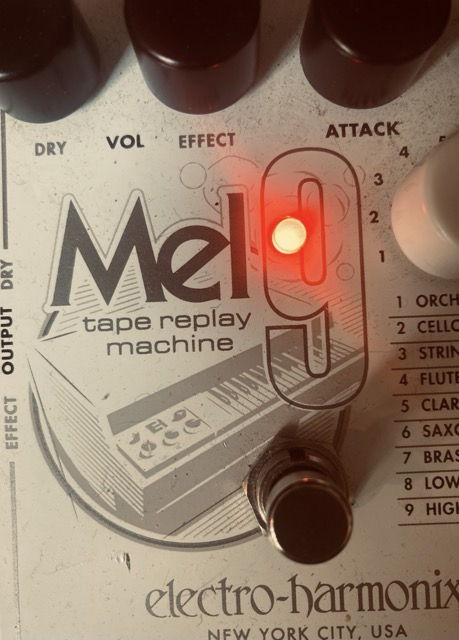 DRY VOL EFFECT ATTACK
4
3
2
1
Mel9
tape replay
machine
OUTPUT
DRY
EFFECT
1 ORCH
2 CELLO
3 STRIN
4 FLUTE
5 CLAR
6 SAXO
7 BRAS
8 LOW
9 HIGH
electro-harmonix
NEW YORK CITY, USA